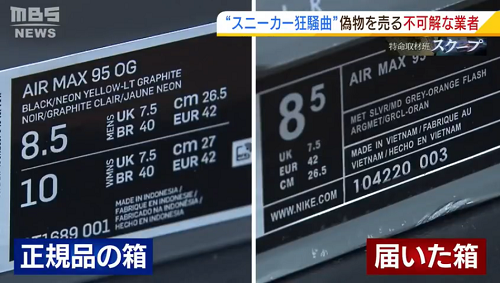 MBS
NEWS
“スニーカー狂騒曲”偽物を売る不可解な業者
特命取材班 スクープ
AIR MAX 95 OG
BLACK/NEON YELLOW-LT GRAPHITE
NOIR/GRAPHITE CLAIR/JAUNE NEON
8.5
MENS
UK 7.5
BR 40
cm 26.5
EUR 42
10
WMNS
UK 7.5
BR 40
cm 27
EUR 42
MADE IN INDONESIA /
FABRIQUE EN INDONESIE /
HECHO EN INDONESIA
1689 001
正規品の箱
AIR MAX 95
MET SLVR/MD GREY-ORANGE FLASH
ARGMET/GRCL-ORAN
8 5
UK 7.5
EUR 42
CM 26.5
MADE IN VIETNAM / FABRIQUE AU
VIETNAM / HECHO EN VIETNAM
WWW.NIKE.COM
104220 003
届いた箱